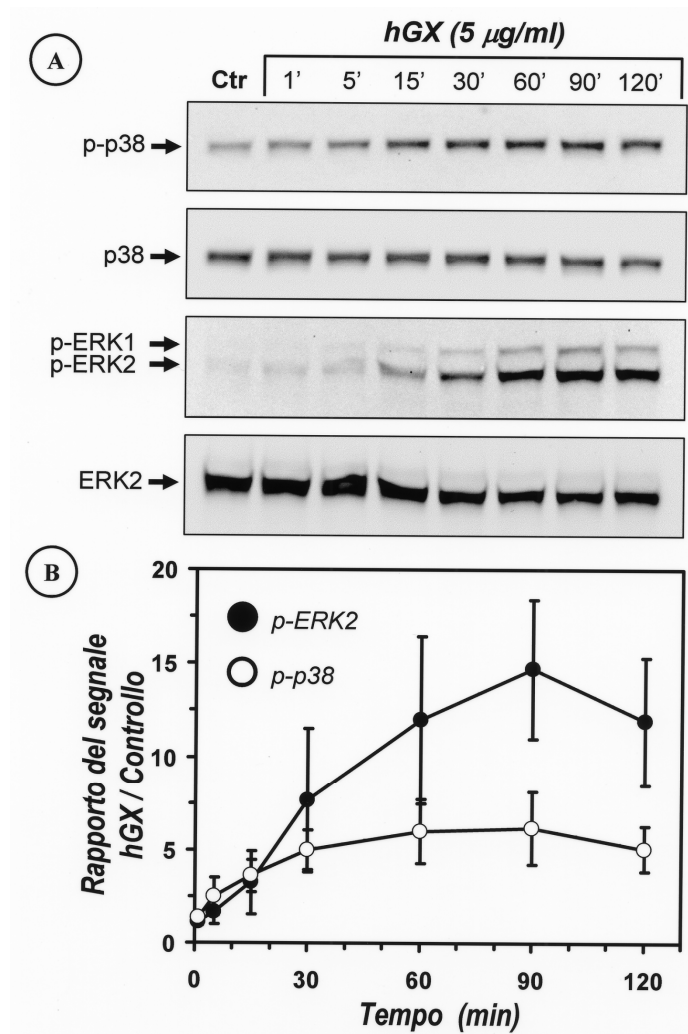 A
hGX (5 μg/ml)
Ctr 1’ 5’ 15’ 30’ 60’ 90’ 120’
p-p38
p38
p-ERK1
p-ERK2
ERK2
B
20
15
10
5
0
Rapporto del segnale
hGX / Controllo
p-ERK2
p-p38
0 30 60 90 120
Tempo (min)